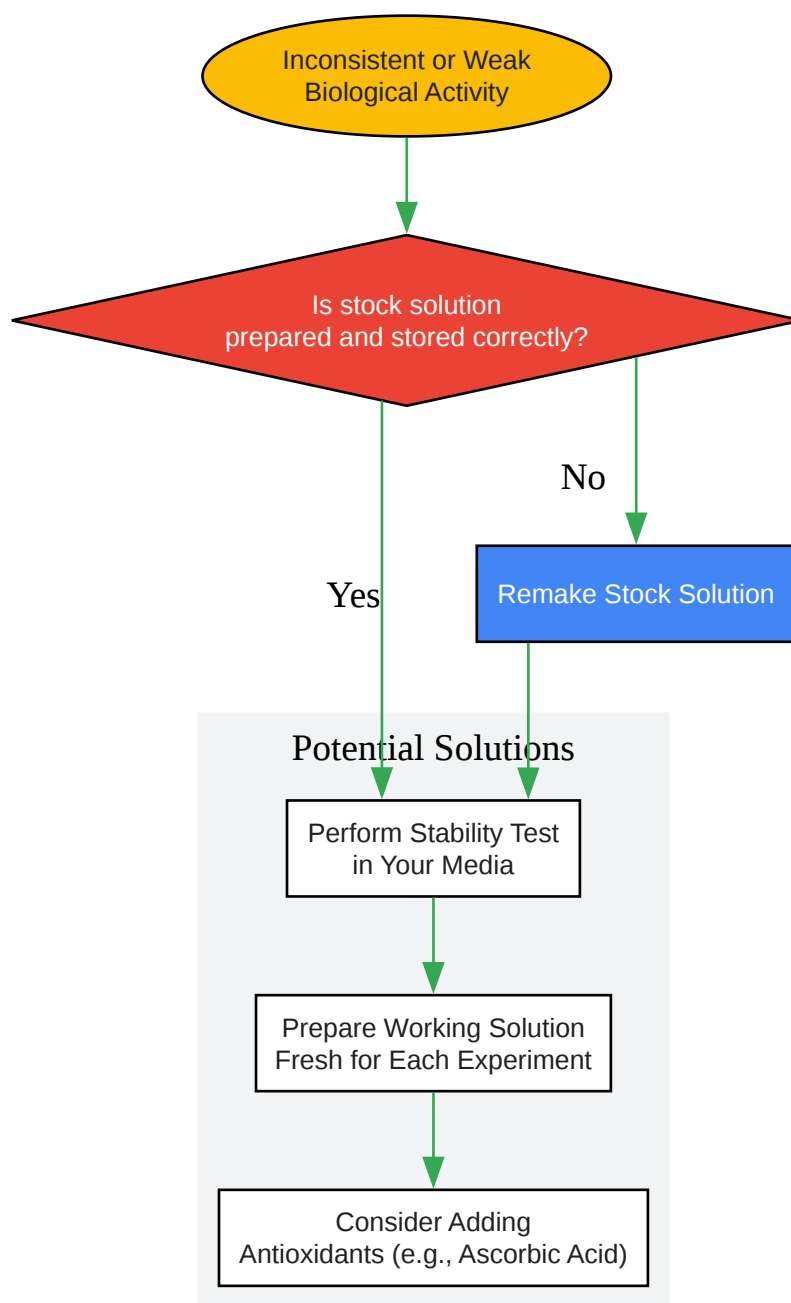 Inconsistent or Weak
Biological Activity
Is stock solution
prepared and stored correctly?
No
Yes
Remake Stock Solution
Potential Solutions
Perform Stability Test
in Your Media
Prepare Working Solution
Fresh for Each Experiment
Consider Adding
Antioxidants (e.g., Ascorbic Acid)